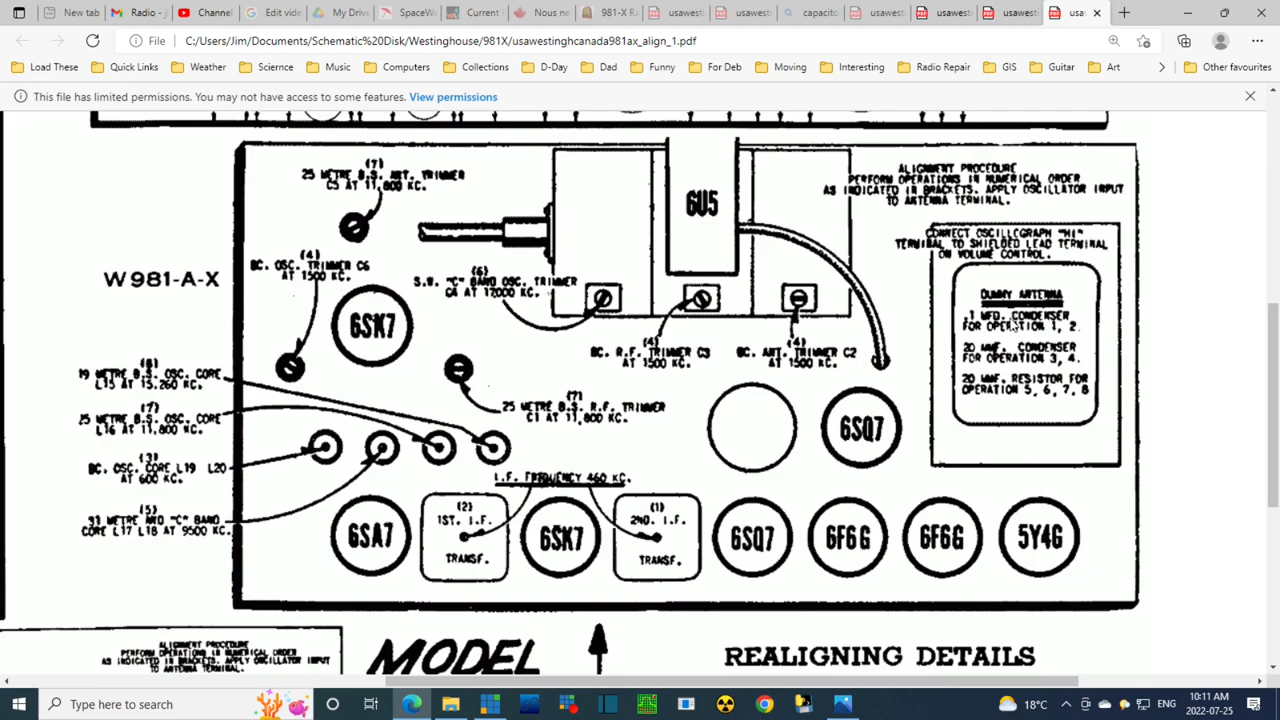 New tab
Radio -
Channel
Edit vide
My Drive
SpaceWe
Current
Nous ne
981-X Ra
usawesti
usawesti
capacito
usawesti
usawesti
usawesti
usa
File C:/Users/Jim/Documents/Schematic%20Disk/Westinghouse/981X/usawestinghcanada981ax_align_1.pdf
Load These Quick Links Weather Sciernce Music Computers Collections D-Day Dad Funny For Deb Moving Interesting Radio Repair GIS Guitar Art Other favourites
This file has limited permissions. You may not have access to some features. View permissions
(7)
25 METRE B.S. ANT. TRIMMER
C5 AT 11,800 KC.
6U5
ALIGNMENT PROCEDURE
PERFORM OPERATIONS IN NUMERICAL ORDER
AS INDICATED IN BRACKETS. APPLY OSCILLATOR INPUT
TO ANTENNA TERMINAL.
CONNECT OSCILLEGRAPH "HI"
TERMINAL TO SHIELDED LEAD TERMINAL
ON VOLUME CONTROL.
W981-A-X
(4)
BC. OSC. TRIMMER C6
AT 1500 KC.
(6)
S.W. "C" BAND OSC. TRIMMER
C4 AT 17000 KC.
DUMMY ANTENNA
.1 MFD. CONDENSER
FOR OPERATION 1, 2.
20 MMF. CONDENSER
FOR OPERATION 3, 4.
20 MMF. RESISTOR FOR
OPERATION 5, 6, 7, 8
6SK7
(4)
BC. R.F. TRIMMER C3
AT 1500 KC.
(4)
BC. ANT. TRIMMER C2
AT 1500 KC.
(8)
19 METRE B.S. OSC. CORE
L15 AT 15,260 KC.
(7)
25 METRE B.S. R.F. TRIMMER
C1 AT 11,800 KC.
(7)
25 METRE B.S. OSC. CORE
L16 AT 11,800 KC.
6SQ7
(3)
BC. OSC. CORE L19 L20
AT 600 KC.
I.F. FREQUENCY 460 KC.
(5)
31 METRE AND "C" BAND
CORE L17 L18 AT 9500 KC.
6SA7
(2)
1ST. I.F.
TRANSF.
6SK7
(1)
2ND. I.F.
TRANSF.
6SQ7
6F6G
6F6G
5Y4G
ALIGNMENT PROCEDURE
PERFORM OPERATIONS IN NUMERICAL ORDER
AS INDICATED IN BRACKETS. APPLY OSCILLATOR INPUT
TO ANTENNA TERMINAL.
MODEL
REALIGNING DETAILS
Type here to search
18°C
ENG
10:11 AM
2022-07-25